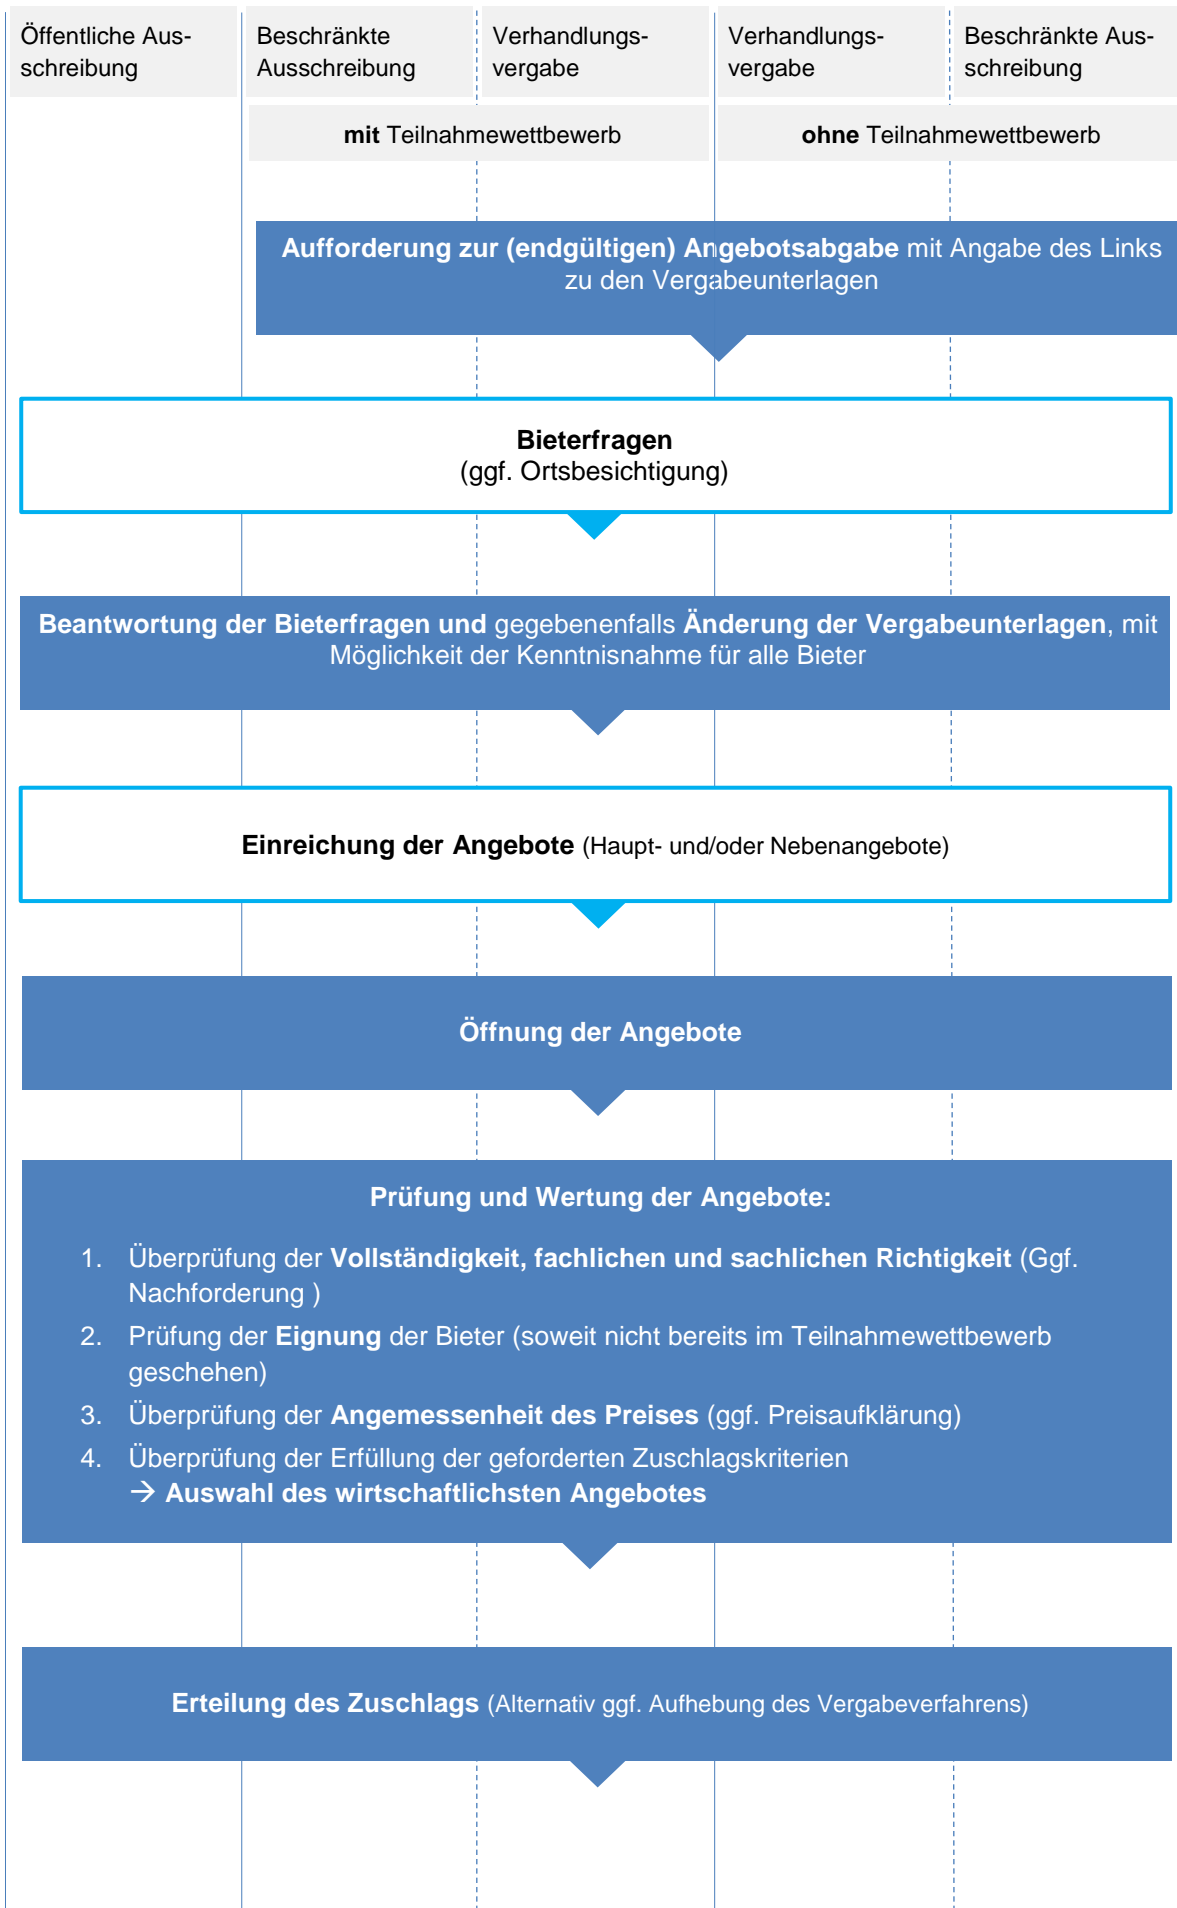 Öffentliche Aus-
schreibung
Beschränkte
Ausschreibung
Verhandlungs-
vergabe
Verhandlungs-
vergabe
Beschränkte Aus-
schreibung
mit Teilnahmewettbewerb
ohne Teilnahmewettbewerb
Aufforderung zur (endgültigen) Angebotsabgabe mit Angabe des Links
zu den Vergabeunterlagen
Bieterfragen
(ggf. Ortsbesichtigung)
Beantwortung der Bieterfragen und gegebenenfalls Änderung der Vergabeunterlagen, mit
Möglichkeit der Kenntnisnahme für alle Bieter
Einreichung der Angebote (Haupt- und/oder Nebenangebote)
Öffnung der Angebote
Prüfung und Wertung der Angebote:
1. Überprüfung der Vollständigkeit, fachlichen und sachlichen Richtigkeit (Ggf.
Nachforderung )
2. Prüfung der Eignung der Bieter (soweit nicht bereits im Teilnahmewettbewerb
geschehen)
3. Überprüfung der Angemessenheit des Preises (ggf. Preisaufklärung)
4. Überprüfung der Erfüllung der geforderten Zuschlagskriterien
→ Auswahl des wirtschaftlichsten Angebotes
Erteilung des Zuschlags (Alternativ ggf. Aufhebung des Vergabeverfahrens)